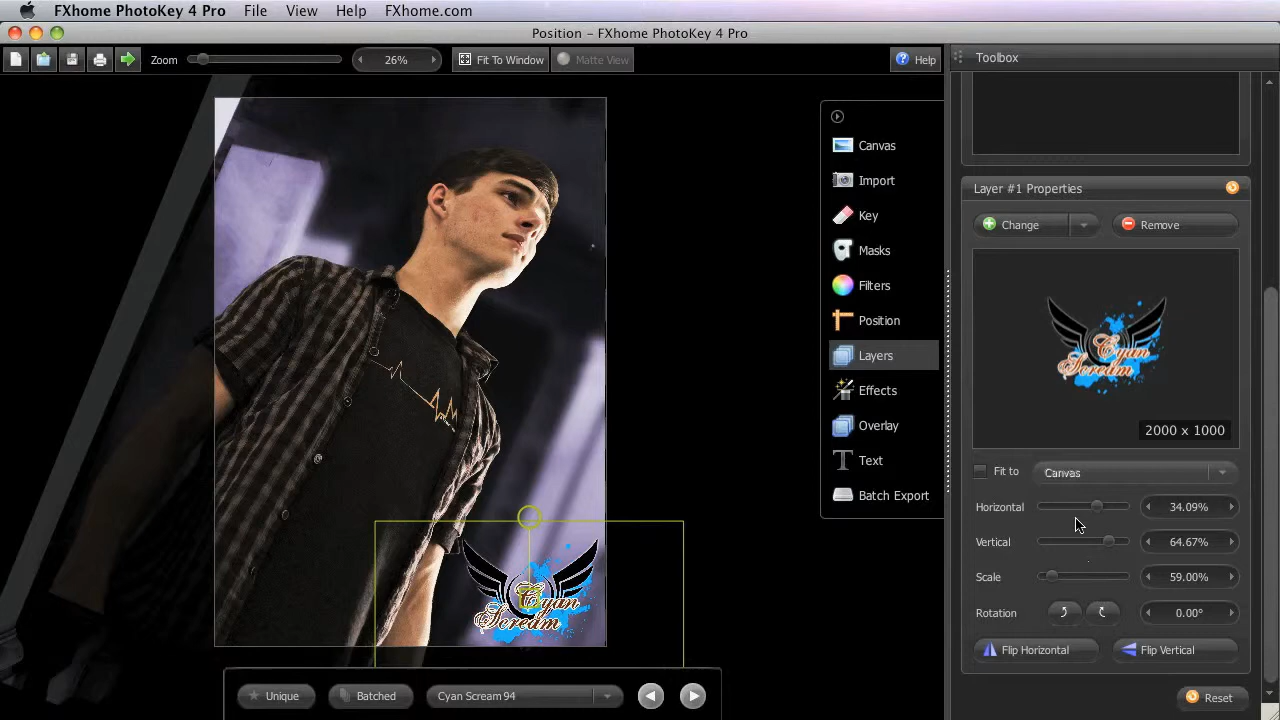 FXhome PhotoKey 4 Pro File View Help FXhome.com
Position – FXhome PhotoKey 4 Pro
Zoom 26% Fit To Window Matte View Help
Toolbox
Canvas
Import
Key
Masks
Filters
Position
Layers
Effects
Overlay
Text
Batch Export
Layer #1 Properties
Change Remove
Cyan
Scream
2000 x 1000
Fit to Canvas
Horizontal 34.09%
Vertical 64.67%
Scale 59.00%
Rotation 0.00°
Flip Horizontal Flip Vertical
Reset
Cyan
Scream
Unique Batched Cyan Scream 94